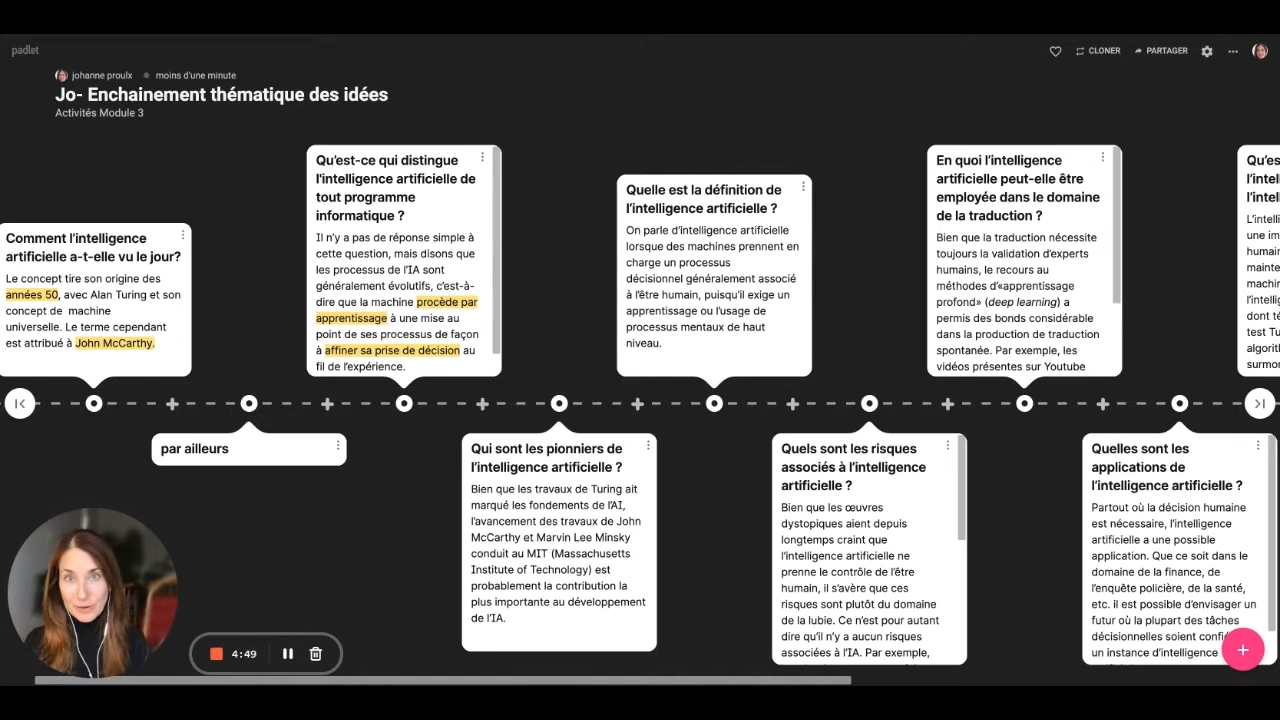 padlet
CLONER
PARTAGER
johanne proulx
moins d'une minute
Jo- Enchainement thématique des idées
Activités Module 3
Comment l'intelligence
artificielle a-t-elle vu le jour?
Le concept tire son origine des
années 50, avec Alan Turing et son
concept de machine
universelle. Le terme cependant
est attribué à John McCarthy.
par ailleurs
Qu'est-ce qui distingue
l'intelligence artificielle de
tout programme
informatique ?
Il n'y a pas de réponse simple à
cette question, mais disons que
les processus de l'IA sont
généralement évolutifs, c'est-à-
dire que la machine procède par
apprentissage à une mise au
point de ses processus de façon
à affiner sa prise de décision au
fil de l'expérience.
Qui sont les pionniers de
l'intelligence artificielle ?
Bien que les travaux de Turing ait
marqué les fondements de l'AI,
l'avancement des travaux de John
McCarthy et Marvin Lee Minsky
conduit au MIT (Massachusetts
Institute of Technology) est
probablement la contribution la
plus importante au développement
de l'IA.
Quelle est la définition de
l'intelligence artificielle ?
On parle d'intelligence artificielle
lorsque des machines prennent en
charge un processus
décisionnel généralement associé
à l'être humain, puisqu'il exige un
apprentissage ou l'usage de
processus mentaux de haut
niveau.
Quels sont les risques
associés à l'intelligence
artificielle ?
Bien que les œuvres
dystopiques aient depuis
longtemps craint que
l'intelligence artificielle ne
prenne le contrôle de l'être
humain, il s'avère que ces
risques sont plutôt du domaine
de la lubie. Ce n'est pour autant
dire qu'il n'y a aucun risques
associées à l'IA. Par exemple,
En quoi l'intelligence
artificielle peut-elle être
employée dans le domaine
de la traduction ?
Bien que la traduction nécessite
toujours la validation d'experts
humains, le recours au
méthodes d'«apprentissage
profond» (deep learning) a
permis des bonds considérable
dans la production de traduction
spontanée. Par exemple, les
vidéos présentes sur Youtube
Quelles sont les
applications de
l'intelligence artificielle ?
Partout où la décision humaine
est nécessaire, l'intelligence
artificielle a une possible
application. Que ce soit dans le
domaine de la finance, de
l'enquête policière, de la santé,
etc. il est possible d'envisager un
futur où la plupart des tâches
décisionnelles soient
un instance d'intelligence
4:49